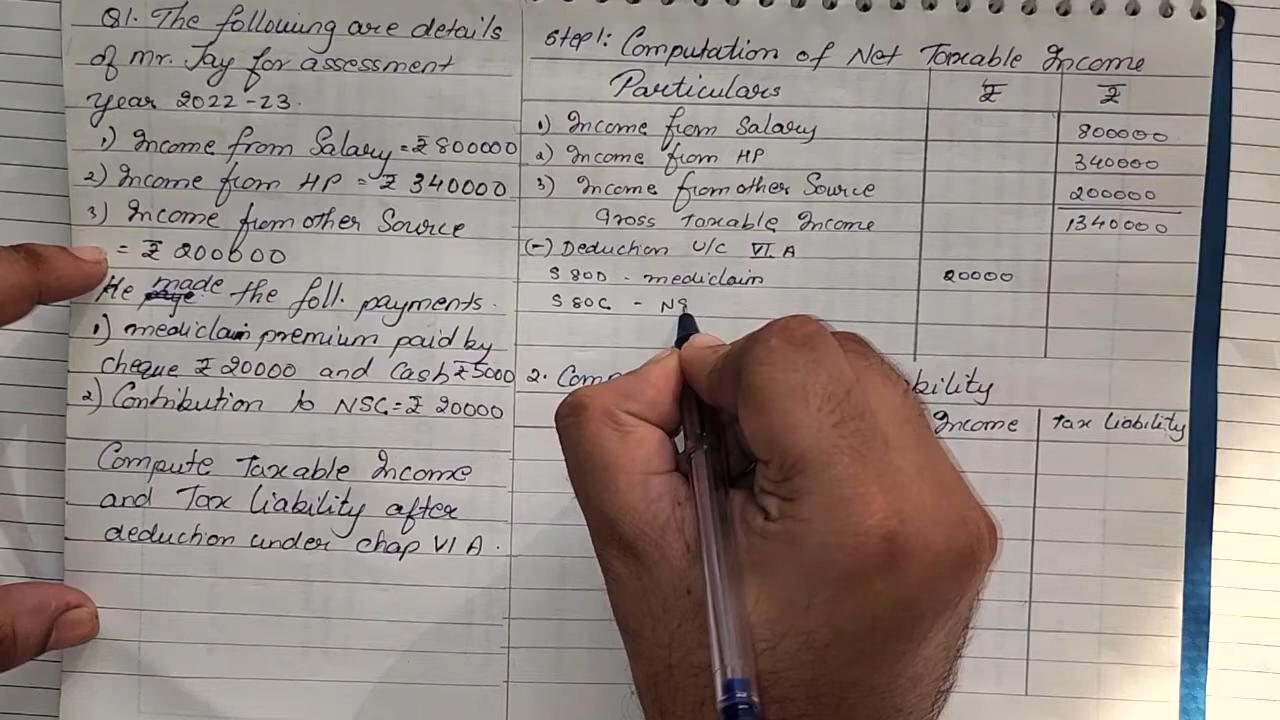 Q1. The following are details
of mr. Jay for assessment
year 2022-23.
1) Income from Salary = ₹ 800000
2) Income from HP = ₹ 340000
3) Income from other Source
= ₹ 200000
He made the foll. payments.
1) mediclaim premium paid by
cheque ₹ 20000 and Cash ₹ 5000
2) Contribution to NSC = ₹ 20000
Compute Taxable Income
and Tax liability after
deduction under chap VI A.
Step1: Computation of Net Taxable Income
Particulars ₹ ₹
1) Income from Salary 800000
2) Income from HP 340000
3) Income from other Source 200000
Gross Taxable Income 1340000
(-) Deduction U/C VI A
S 80D - mediclaim 20000
S 80C - NS
2. Comp bility
Income Tax liability